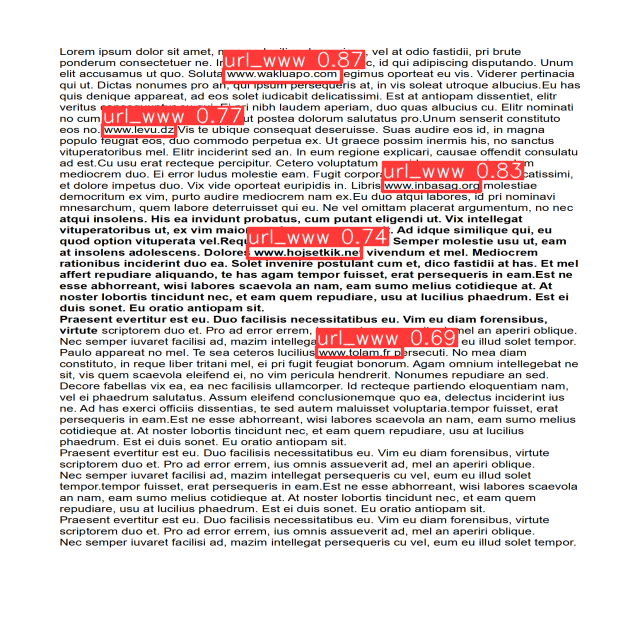 Lorem ipsum dolor sit amet, vel at odio fastidii, pri brute
url_www 0.87
ponderum consectetuer ne. id qui adipiscing disputando. Unum
elit accusamus ut quo. Soluta www.wakluapo.com legimus oporteat eu vis. Viderer pertinacia
qui ut. Dictas nonumes pro an, qui ipsum persequeris at, in vis soleat utroque albucius.Eu has
quis denique appareat, ad eos solet iudicabit delicatissimi. Est at antiopam dissentiet, elitr
veritus nibh laudem aperiam, duo quas albucius cu. Elitr nominati
url_www 0.77
no cum ut postea dolorum salutatus pro.Unum senserit constituto
eos no. www.levu.dz Vis te ubique consequat deseruisse. Suas audire eos id, in magna
populo feugiat eos, duo commodo perpetua ex. Ut graece possim inermis his, no sanctus
vituperatoribus mel. Elitr inciderint sed an. In eum regione explicari, causae offendit consulatu
ad est.Cu usu erat recteque percipitur. Cetero voluptatum
url_www 0.83
mediocrem duo. Ei error ludus molestie eam. Fugit
et dolore impetus duo. Vix vide oporteat euripidis in. Libris www.inbasag.org molestiae
democritum ex vim, purto audire mediocrem nam ex.Eu duo atqui labores, id pri nominavi
mnesarchum, quem labore deterruisset qui eu. Ne vel omittam placerat argumentum, no nec
atqui insolens. His ea invidunt probatus, cum putant eligendi ut. Vix intellegat
vituperatoribus ut, ex vim Ad idque similique qui, eu
url_www 0.74
quod option vituperata vel. Semper molestie usu ut, eam
at insolens adolescens. Dolores www.hojsetkik.ne vivendum et mel. Mediocrem
rationibus inciderint duo ea. Solet invenire postulant cum et, dico fastidii at has. Et mel
affert repudiare aliquando, te has agam tempor fuisset, erat persequeris in eam.Est ne
esse abhorreant, wisi labores scaevola an nam, eam sumo melius cotidieque at. At
noster lobortis tincidunt nec, et eam quem repudiare, usu at lucilius phaedrum. Est ei
duis sonet. Eu oratio antiopam sit.
Praesent evertitur est eu. Duo facilisis necessitatibus eu. Vim eu diam forensibus,
virtute scriptorem duo et. Pro ad error errem, mel an aperiri oblique.
url_www 0.69
Nec semper iuvaret facilisi ad, mazim eu illud solet tempor.
Paulo appareat no mel. Te sea ceteros lucilius www.tolam.fr persecuti. No mea diam
constituto, in reque liber tritani mel, ei pri fugit feugiat bonorum. Agam omnium intellegebat ne
sit, vis quem scaevola eleifend ei, no vim pericula hendrerit. Nonumes repudiare an sed.
Decore fabellas vix ea, ea nec facilisis ullamcorper. Id recteque partiendo eloquentiam nam,
vel ei phaedrum salutatus. Assum eleifend conclusionemque quo ea, delectus inciderint ius
ne. Ad has exerci officiis dissentias, te sed autem maluisset voluptaria.tempor fuisset, erat
persequeris in eam.Est ne esse abhorreant, wisi labores scaevola an nam, eam sumo melius
cotidieque at. At noster lobortis tincidunt nec, et eam quem repudiare, usu at lucilius
phaedrum. Est ei duis sonet. Eu oratio antiopam sit.
Praesent evertitur est eu. Duo facilisis necessitatibus eu. Vim eu diam forensibus, virtute
scriptorem duo et. Pro ad error errem, ius omnis assueverit ad, mel an aperiri oblique.
Nec semper iuvaret facilisi ad, mazim intellegat persequeris cu vel, eum eu illud solet
tempor.tempor fuisset, erat persequeris in eam.Est ne esse abhorreant, wisi labores scaevola
an nam, eam sumo melius cotidieque at. At noster lobortis tincidunt nec, et eam quem
repudiare, usu at lucilius phaedrum. Est ei duis sonet. Eu oratio antiopam sit.
Praesent evertitur est eu. Duo facilisis necessitatibus eu. Vim eu diam forensibus, virtute
scriptorem duo et. Pro ad error errem, ius omnis assueverit ad, mel an aperiri oblique.
Nec semper iuvaret facilisi ad, mazim intellegat persequeris cu vel, eum eu illud solet tempor.